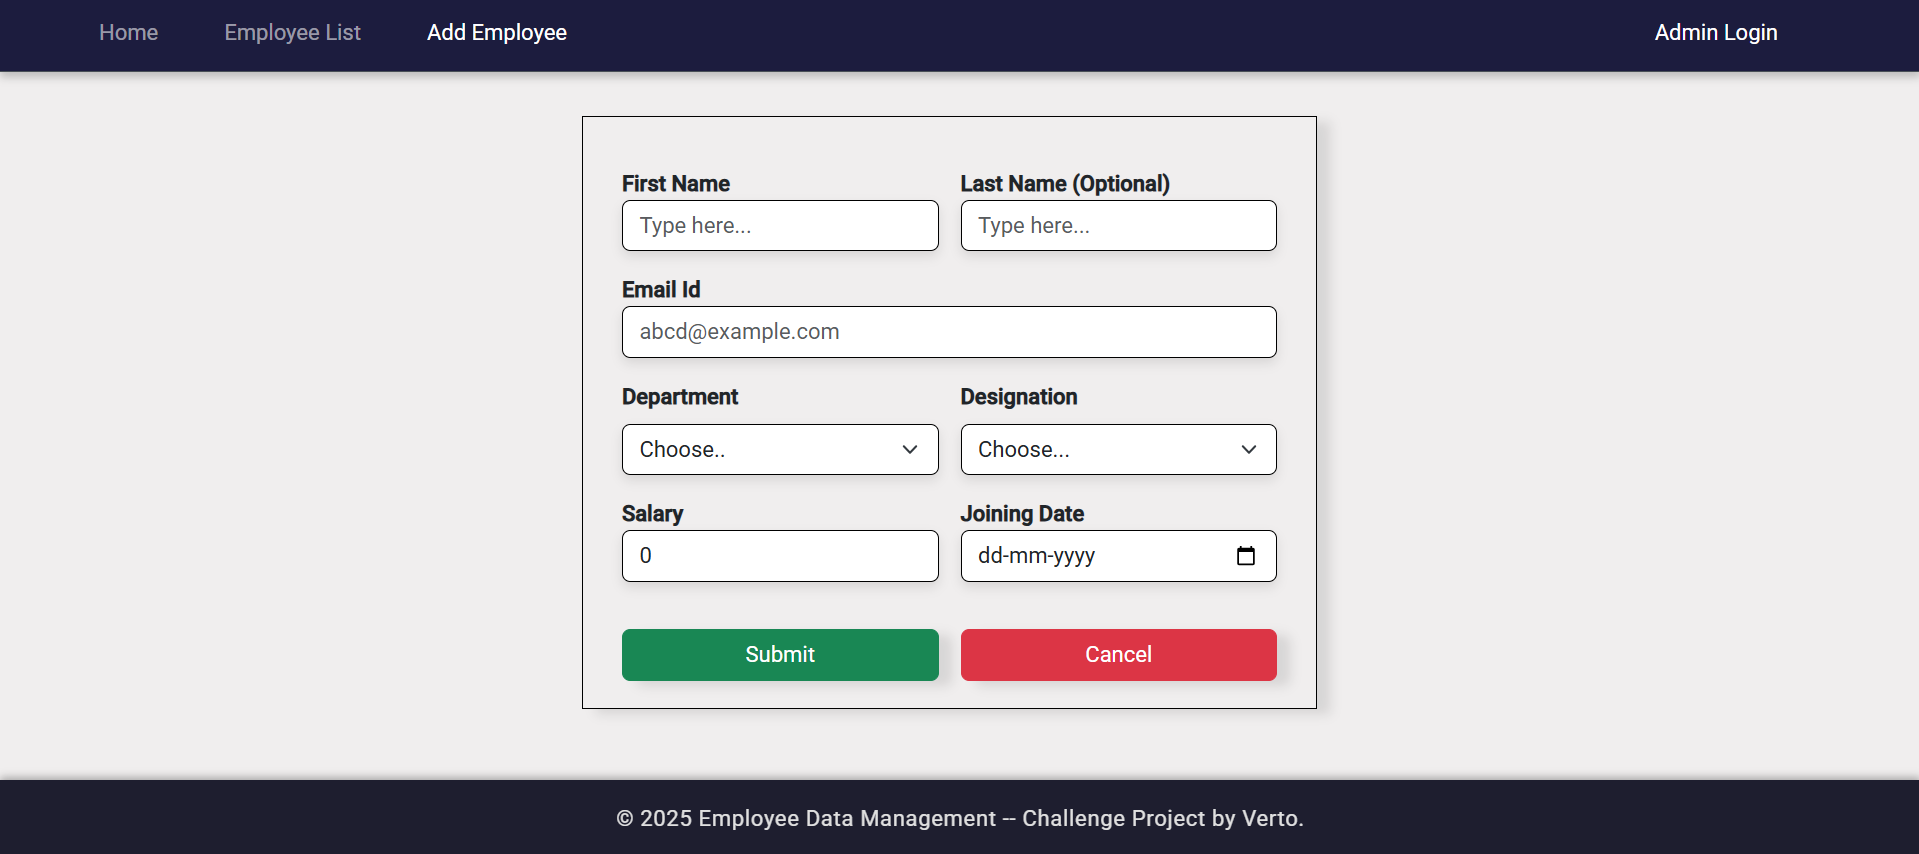 Home Employee List Add Employee Admin Login
First Name Last Name (Optional)
Type here... Type here...
Email Id
abcd@example.com
Department Designation
Choose.. Choose...
Salary Joining Date
0 dd-mm-yyyy
Submit Cancel
© 2025 Employee Data Management -- Challenge Project by Verto.